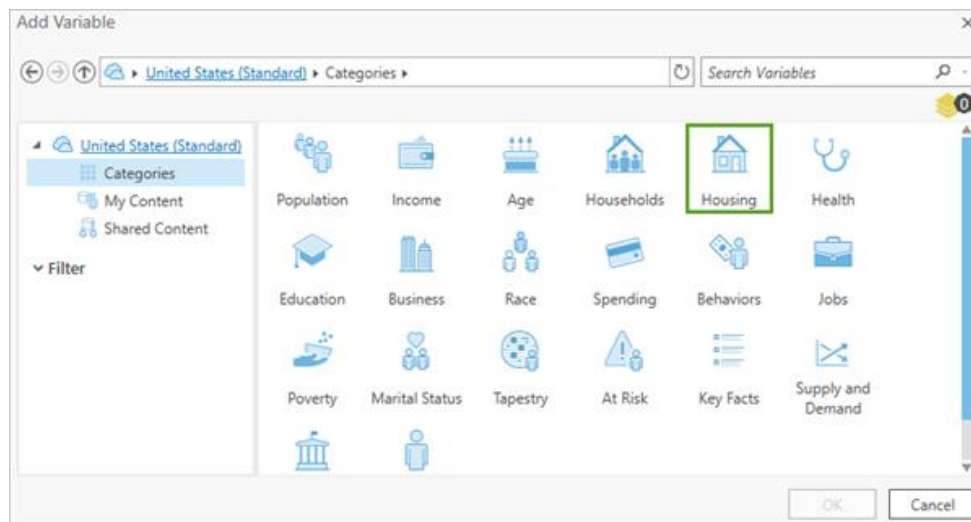 Add Variable
United States (Standard) ▸ Categories ▸
Search Variables
0
United States (Standard)
Categories
My Content
Shared Content
Filter
Population Income Age Households Housing Health
Education Business Race Spending Behaviors Jobs
Poverty Marital Status Tapestry At Risk Key Facts Supply and
Demand
OK Cancel